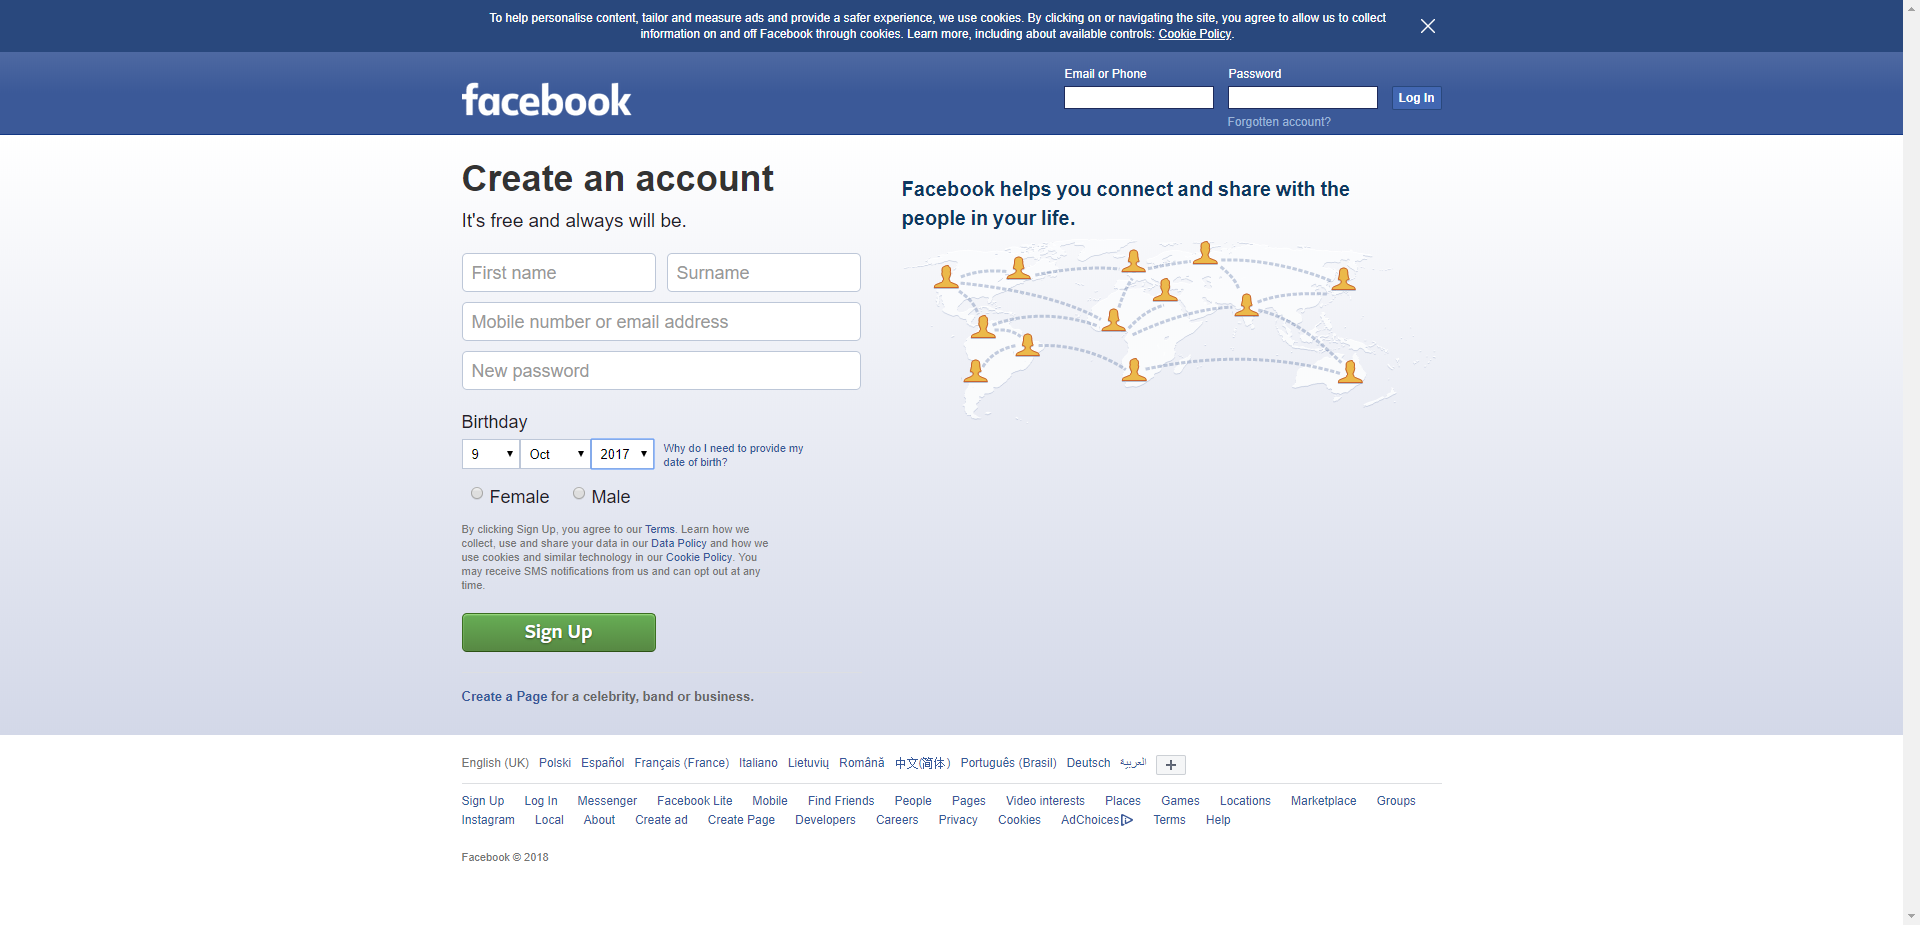 To help personalise content, tailor and measure ads and provide a safer experience, we use cookies. By clicking on or navigating the site, you agree to allow us to collect
information on and off Facebook through cookies. Learn more, including about available controls: Cookie Policy.
facebook
Email or Phone
Password
Log In
Forgotten account?
Create an account
It's free and always will be.
First name
Surname
Mobile number or email address
New password
Birthday
9
Oct
2017
Why do I need to provide my
date of birth?
Female
Male
By clicking Sign Up, you agree to our Terms. Learn how we
collect, use and share your data in our Data Policy and how we
use cookies and similar technology in our Cookie Policy. You
may receive SMS notifications from us and can opt out at any
time.
Sign Up
Create a Page for a celebrity, band or business.
Facebook helps you connect and share with the
people in your life.
English (UK) Polski Español Français (France) Italiano Lietuvių Română 中文(简体) Português (Brasil) Deutsch العربية +
Sign Up Log In Messenger Facebook Lite Mobile Find Friends People Pages Video interests Places Games Locations Marketplace Groups
Instagram Local About Create ad Create Page Developers Careers Privacy Cookies AdChoices Terms Help
Facebook © 2018